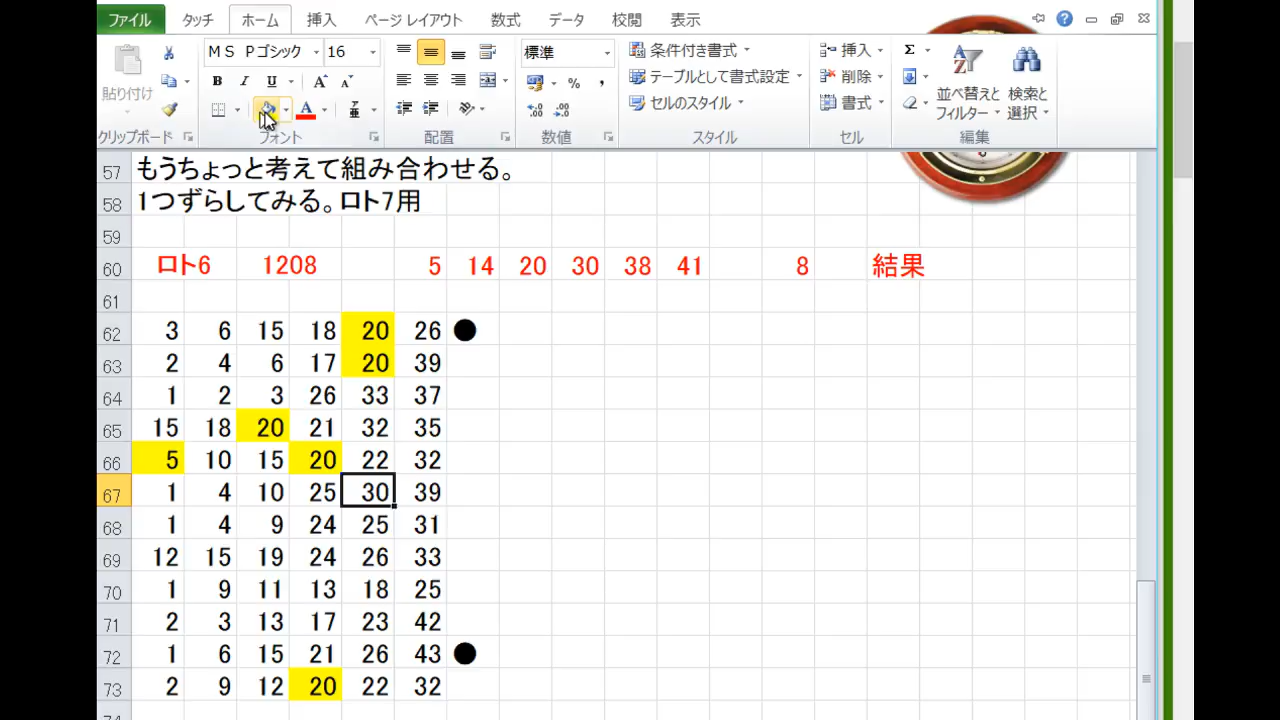 ファイル タッチ ホーム 挿入 ページ レイアウト 数式 データ 校閲 表示
貼り付け MS Pゴシック 16 標準 条件付き書式 挿入 Σ
B I U A A % , テーブルとして書式設定 削除 並べ替えと 検索と
A 亜 セルのスタイル 書式 フィルター 選択
クリップボード フォント 配置 数値 スタイル セル 編集
57 もうちょっと考えて組み合わせる。
58 1つずらしてみる。ロト7用
59
60 ロト6 1208 5 14 20 30 38 41 8 結果
61
62 3 6 15 18 20 26 ●
63 2 4 6 17 20 39
64 1 2 3 26 33 37
65 15 18 20 21 32 35
66 5 10 15 20 22 32
67 1 4 10 25 30 39
68 1 4 9 24 25 31
69 12 15 19 24 26 33
70 1 9 11 13 18 25
71 2 3 13 17 23 42
72 1 6 15 21 26 43 ●
73 2 9 12 20 22 32